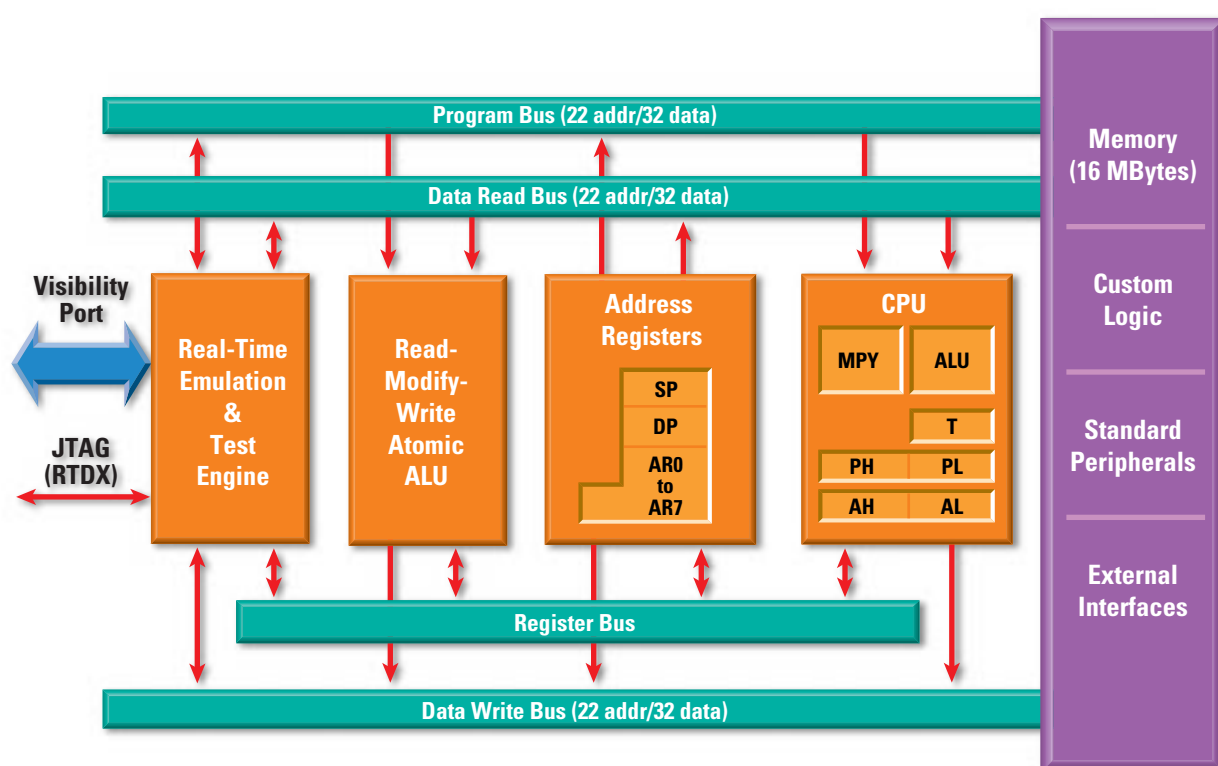 Program Bus (22 addr/32 data)
Data Read Bus (22 addr/32 data)
Visibility
Port
JTAG
(RTDX)
Real-Time
Emulation
&
Test
Engine
Read-
Modify-
Write
Atomic
ALU
Address
Registers
SP
DP
AR0
to
AR7
CPU
MPY
ALU
T
PH
PL
AH
AL
Register Bus
Data Write Bus (22 addr/32 data)
Memory
(16 MBytes)
Custom
Logic
Standard
Peripherals
External
Interfaces